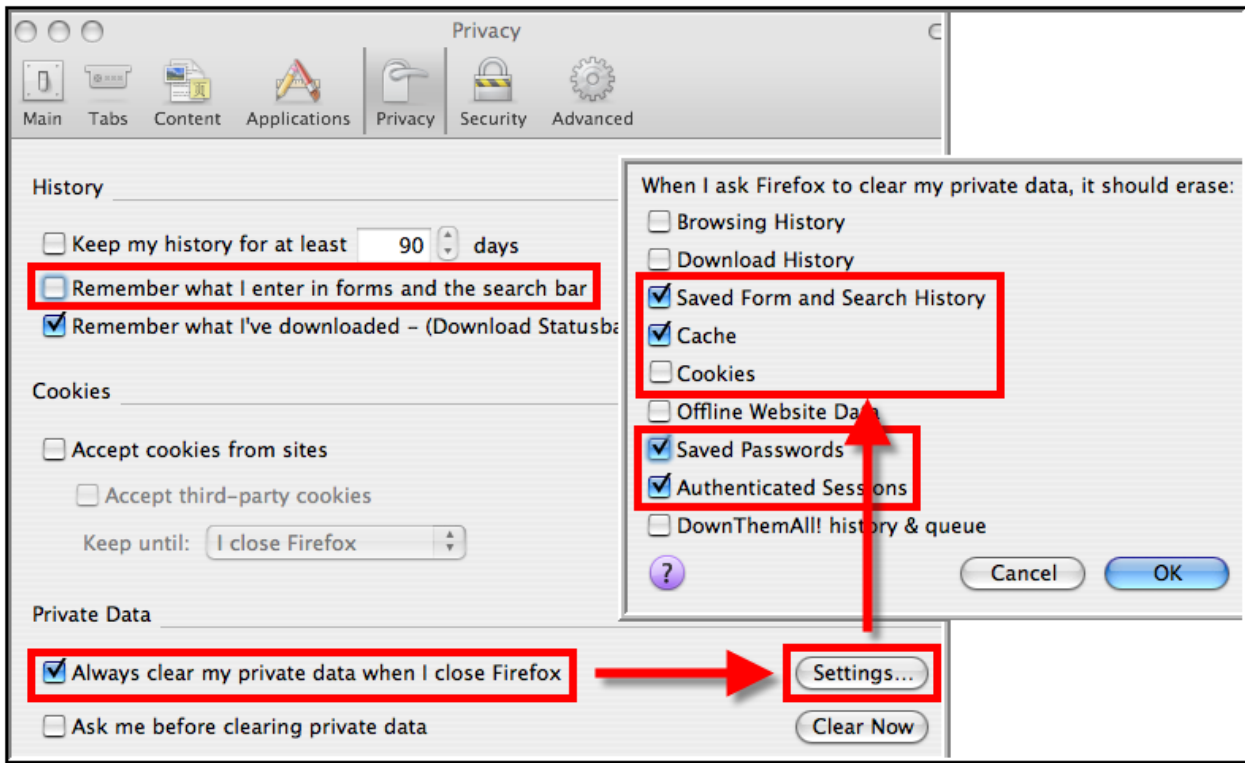 Privacy
Main Tabs Content Applications Privacy Security Advanced
History
Keep my history for at least 90 days
Remember what I enter in forms and the search bar
Remember what I've downloaded – (Download Statusba
Cookies
Accept cookies from sites
Accept third-party cookies
Keep until: I close Firefox
Private Data
Always clear my private data when I close Firefox Settings...
Ask me before clearing private data Clear Now
When I ask Firefox to clear my private data, it should erase:
Browsing History
Download History
Saved Form and Search History
Cache
Cookies
Offline Website Data
Saved Passwords
Authenticated Sessions
DownThemAll! history & queue
? Cancel OK